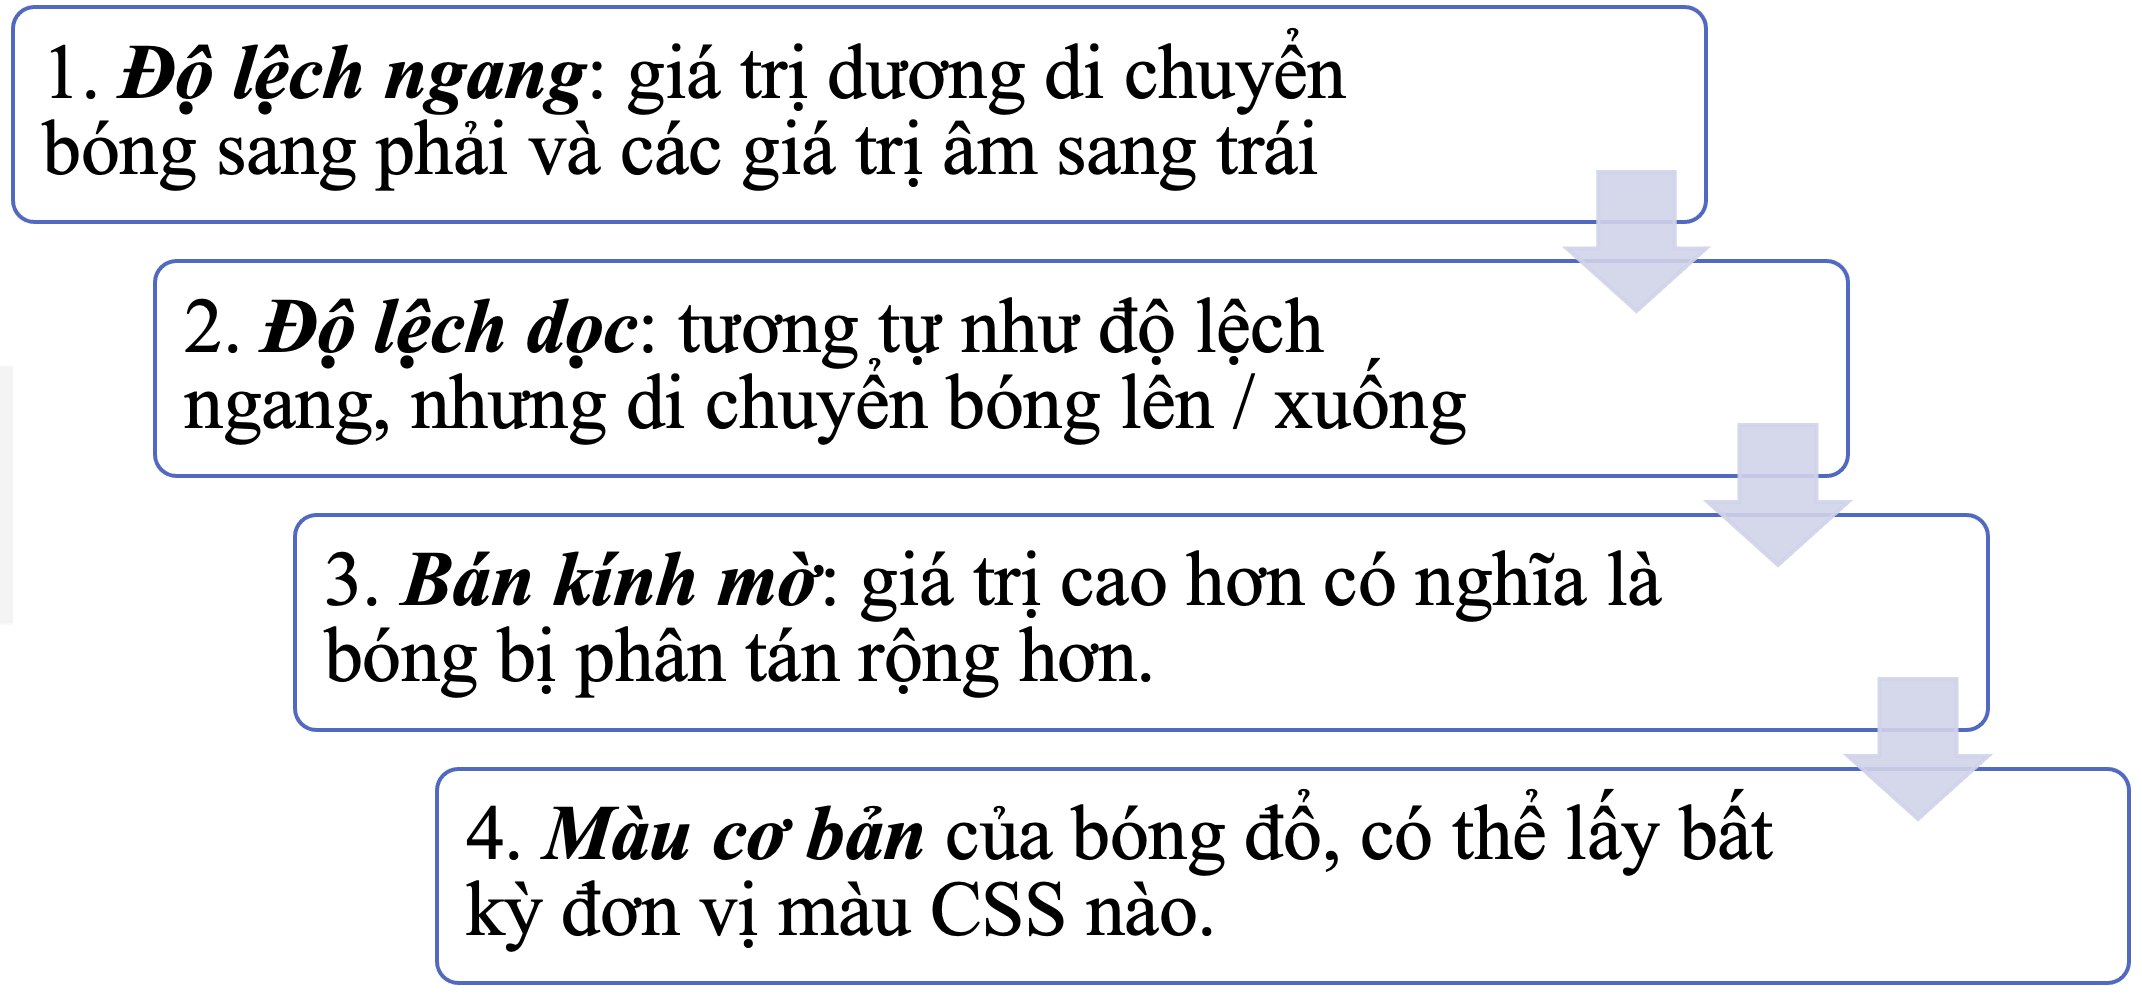 1. Độ lệch ngang: giá trị dương di chuyển
bóng sang phải và các giá trị âm sang trái
2. Độ lệch dọc: tương tự như độ lệch
ngang, nhưng di chuyển bóng lên / xuống
3. Bán kính mờ: giá trị cao hơn có nghĩa là
bóng bị phân tán rộng hơn.
4. Màu cơ bản của bóng đổ, có thể lấy bất
kỳ đơn vị màu CSS nào.